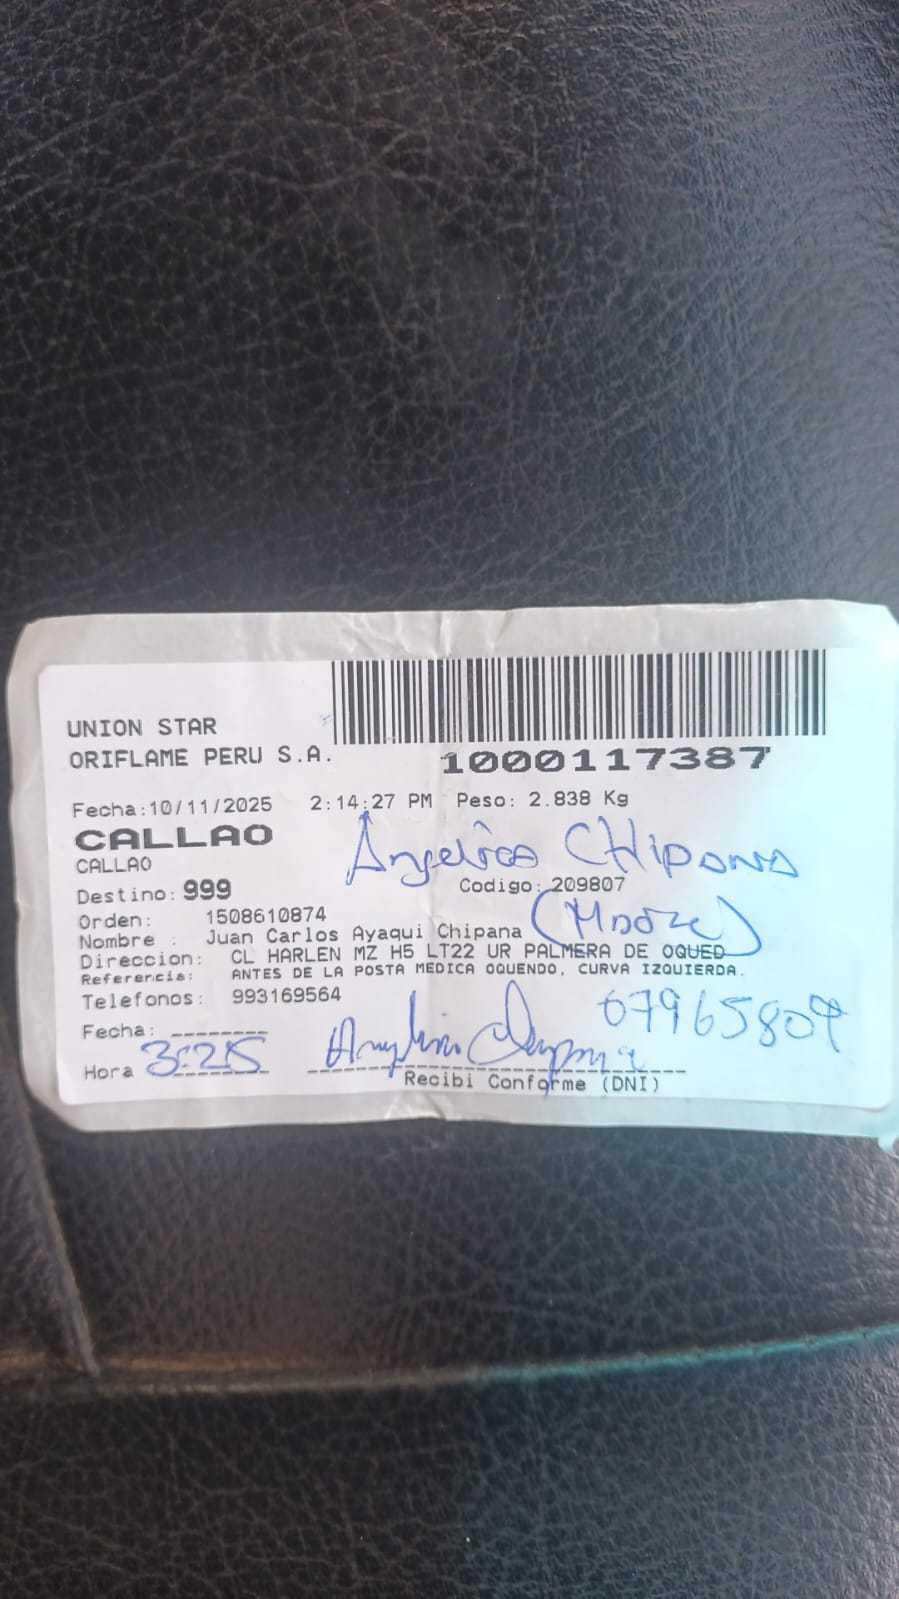 UNION STAR
ORIFLAME PERU S.A.
1000117387
Fecha:10/11/2025 2:14:27 PM Peso: 2.838 Kg
CALLAO
CALLAO
Angelica CHipana
Destino: 999 Codigo: 209807
Orden: 1508610874
(MADRE)
Nombre : Juan Carlos Ayaqui Chipana
Direccion: CL HARLEN MZ H5 LT22 UR PALMERA DE OQUED
Referencia: ANTES DE LA POSTA MEDICA OQUENDO, CURVA IZQUIERDA.
Telefonos: 993169564
07965809
Fecha:
Hora 3:25
Recibi Conforme (DNI)